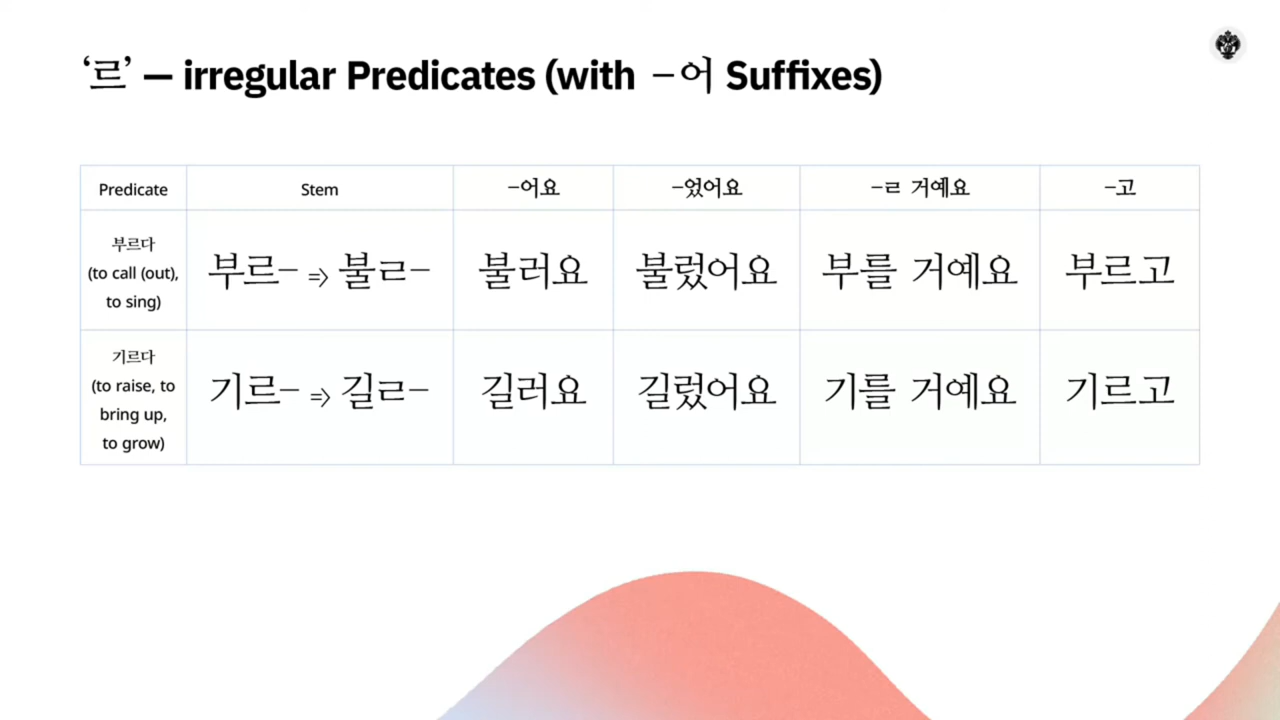 ‘르’ — irregular Predicates (with －어 Suffixes)
Predicate Stem －어요 －었어요 －ㄹ 거예요 －고
부르다
(to call (out),
to sing)
부르－ => 불ㄹ－ 불러요 불렀어요 부를 거예요 부르고
기르다
(to raise, to
bring up,
to grow)
기르－ => 길ㄹ－ 길러요 길렀어요 기를 거예요 기르고